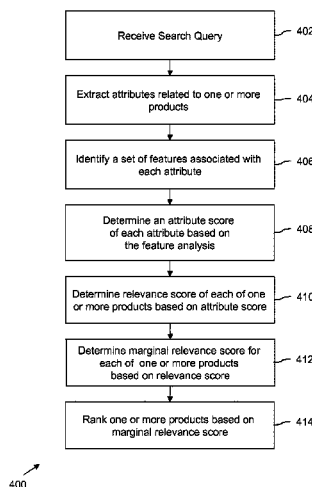 Receive Search Query
402
Extract attributes related to one or more
products
404
Identify a set of features associated with
each attribute
406
Determine an attribute score
of each attribute based on
the feature analysis
408
Determine relevance score of each of one
or more products based on attribute score
410
Determine marginal relevance score for
each of one or more products
based on relevance score
412
Rank one or more products based on
marginal relevance score
414
400